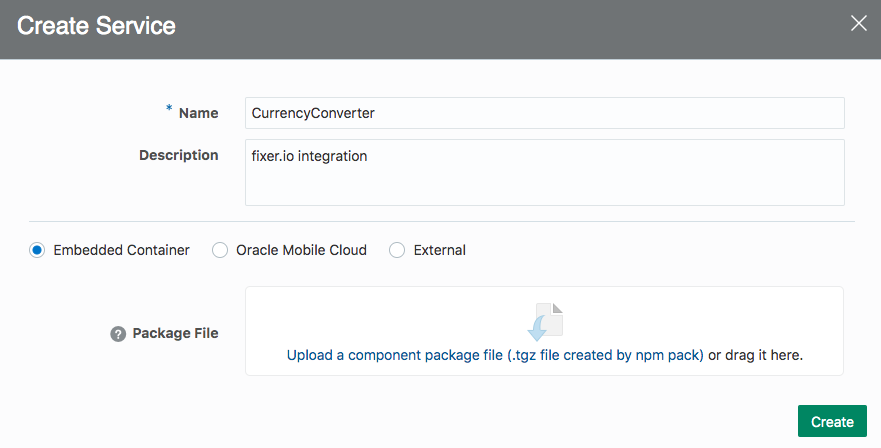 Create Service
* Name
CurrencyConverter
Description
fixer.io integration
Embedded Container Oracle Mobile Cloud External
? Package File
Upload a component package file (.tgz file created by npm pack) or drag it here.
Create